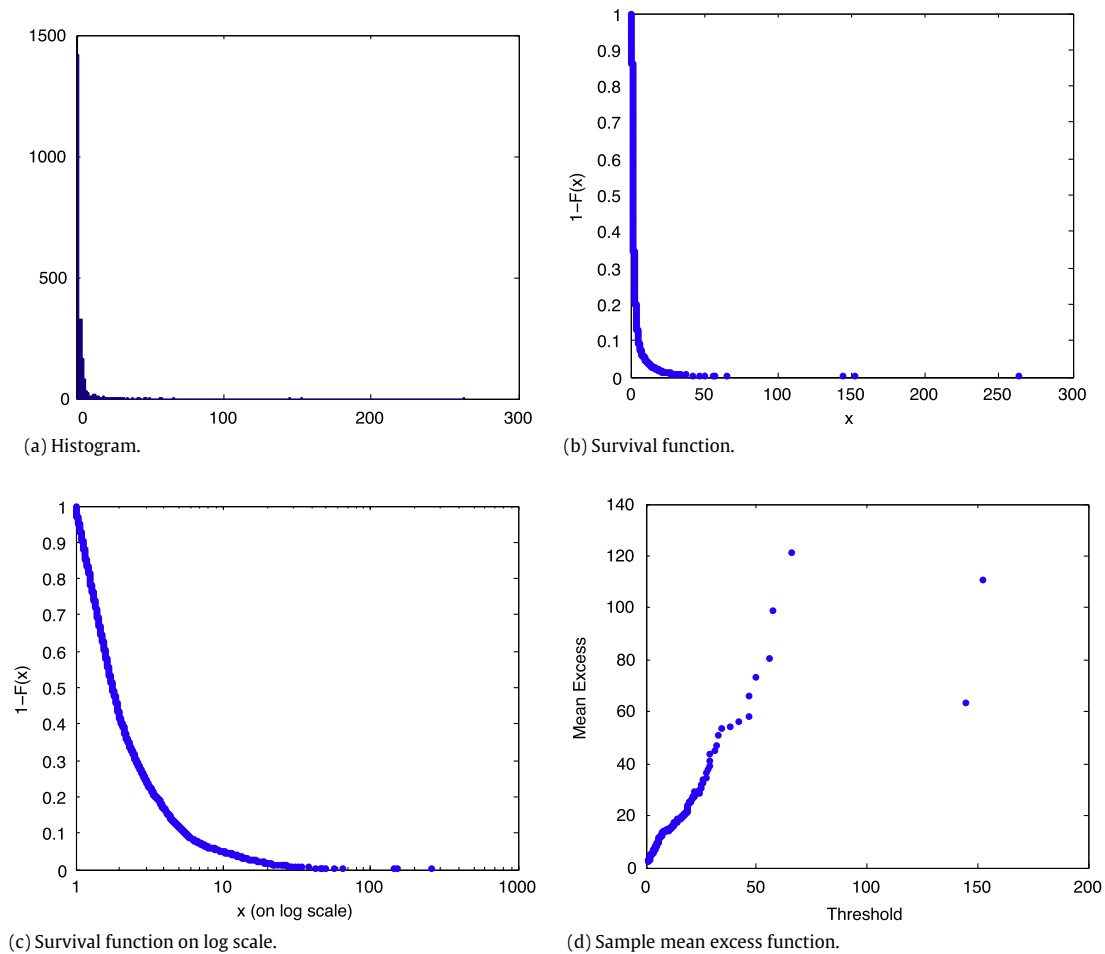 1500
1000
500
0
0 100 200 300
(a) Histogram.
1
0.9
0.8
0.7
0.6
0.5
0.4
0.3
0.2
0.1
0
1−F(x)
0 50 100 150 200 250 300
x
(b) Survival function.
1
0.9
0.8
0.7
0.6
0.5
0.4
0.3
0.2
0.1
0
1−F(x)
1 10 100 1000
x (on log scale)
(c) Survival function on log scale.
140
120
100
80
60
40
20
0
Mean Excess
0 50 100 150 200
Threshold
(d) Sample mean excess function.